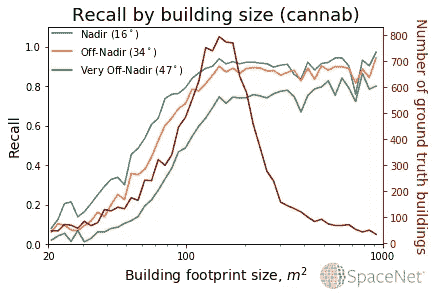 Recall by building size (cannab)
Nadir (16°)
Off-Nadir (34°)
Very Off-Nadir (47°)
Recall
1.0
0.8
0.6
0.4
0.2
0.0
20
100
1000
Building footprint size, m²
Number of ground truth buildings
800
700
600
500
400
300
200
100
0
SpaceNet